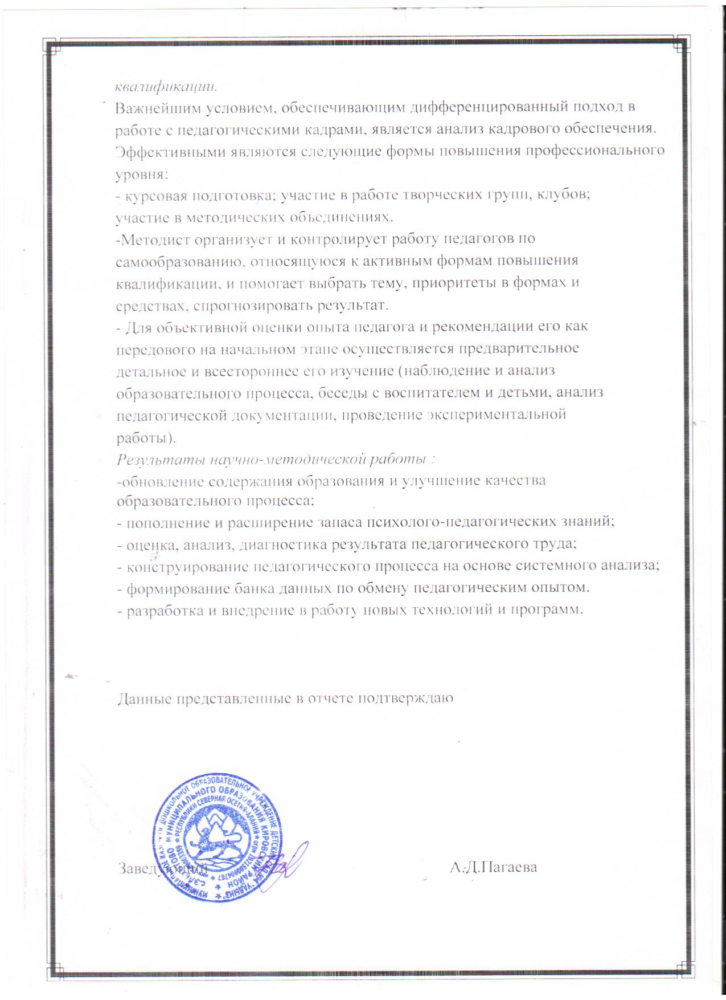 квалификации.
Важнейшим условием, обеспечивающим дифференцированный подход в
работе с педагогическими кадрами, является анализ кадрового обеспечения.
Эффективными являются следующие формы повышения профессионального
уровня:
- курсовая подготовка; участие в работе творческих групп, клубов;
участие в методических объединениях.
-Методист организует и контролирует работу педагогов по
самообразованию, относящуюся к активным формам повышения
квалификации, и помогает выбрать тему, приоритеты в формах и
средствах, спрогнозировать результат.
- Для объективной оценки опыта педагога и рекомендации его как
передового на начальном этапе осуществляется предварительное
детальное и всестороннее его изучение (наблюдение и анализ
образовательного процесса, беседы с воспитателем и детьми, анализ
педагогической документации, проведение экспериментальной
работы).
Результаты научно-методической работы :
-обновление содержания образования и улучшение качества
образовательного процесса;
- пополнение и расширение запаса психолого-педагогических знаний;
- оценка, анализ, диагностика результата педагогического труда;
- конструирование педагогического процесса на основе системного анализа;
- формирование банка данных по обмену педагогическим опытом.
- разработка и внедрение в работу новых технологий и программ.
Данные представленные в отчете подтверждаю
ДОШКОЛЬНОЕ ОБРАЗОВАТЕЛЬНОЕ УЧРЕЖДЕНИЕ ДЕТСКИЙ
МУНИЦИПАЛЬНОГО ОБРАЗОВАНИЯ КИРОВСКИЙ РАЙОН
РЕСПУБЛИКИ СЕВЕРНАЯ ОСЕТИЯ-АЛАНИЯ
Заведующий А.Д.Пагаева